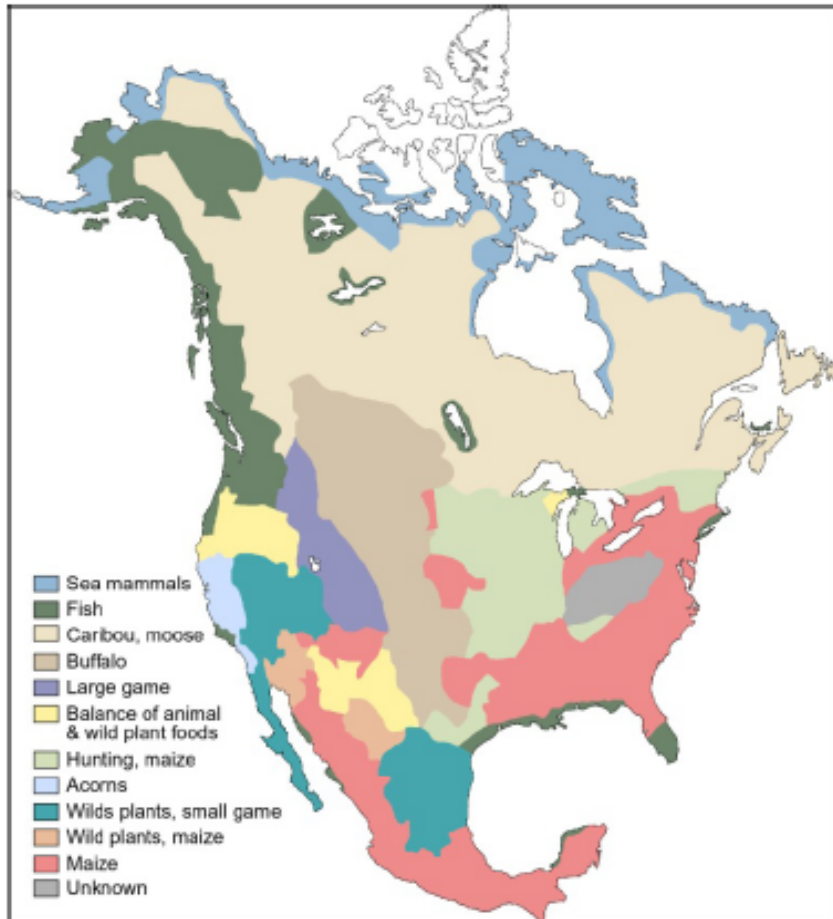 Sea mammals
Fish
Caribou, moose
Buffalo
Large game
Balance of animal
& wild plant foods
Hunting, maize
Acorns
Wilds plants, small game
Wild plants, maize
Maize
Unknown